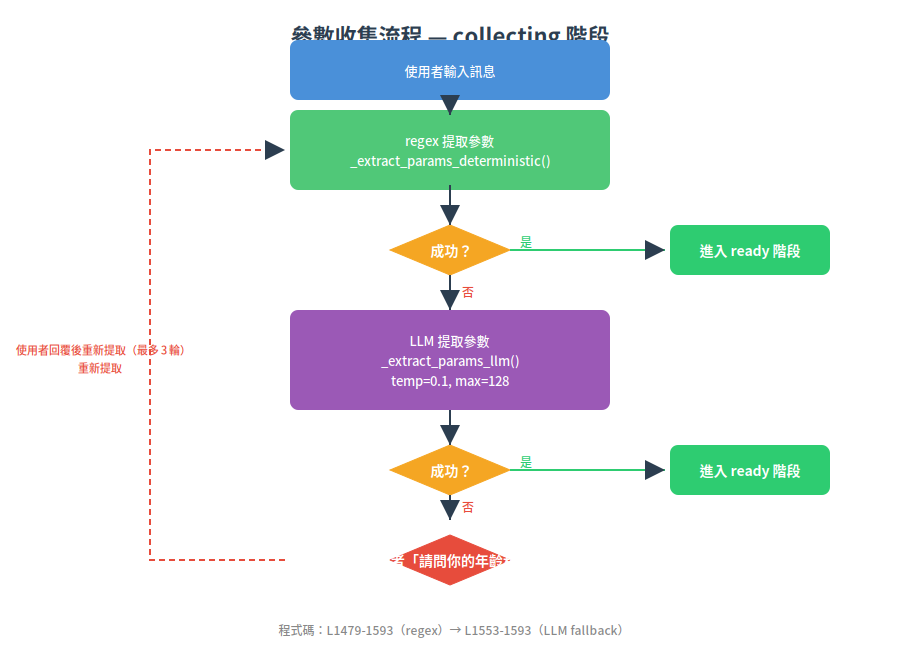 參數收集流程 — collecting 階段
使用者輸入訊息
regex 提取參數
_extract_params_deterministic()
成功？
是
進入 ready 階段
否
LLM 提取參數
_extract_params_llm()
temp=0.1, max=128
使用者回覆後重新提取（最多 3 輪）
重新提取
成功？
是
進入 ready 階段
否
「請問你的年齡
程式碼：L1479-1593（regex）→ L1553-1593（LLM fallback）